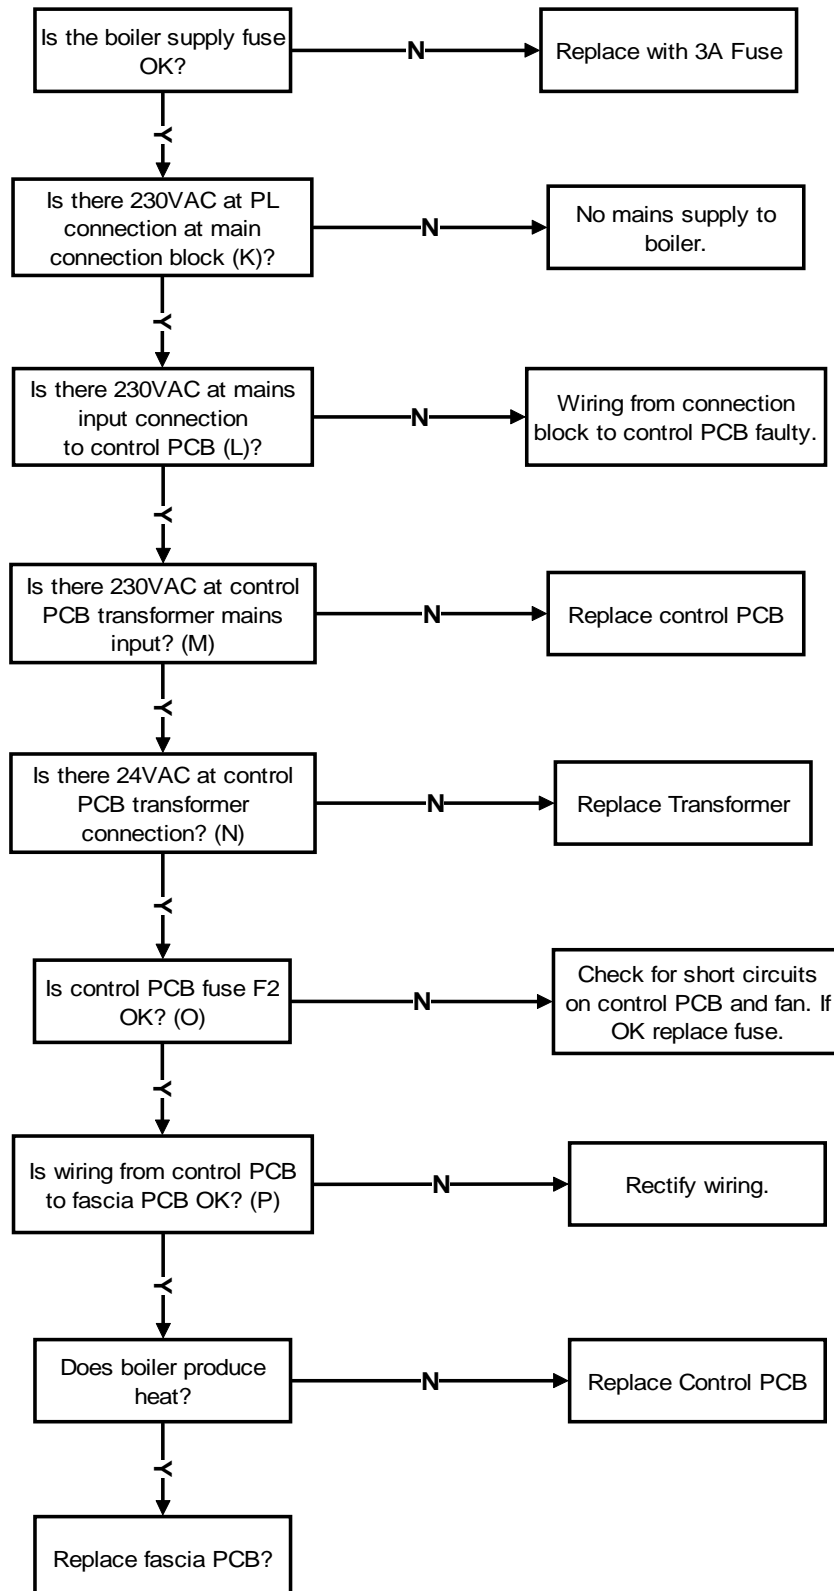 Is the boiler supply fuse
OK?
N
Replace with 3A Fuse
Y
Is there 230VAC at PL
connection at main
connection block (K)?
N
No mains supply to
boiler.
Y
Is there 230VAC at mains
input connection
to control PCB (L)?
N
Wiring from connection
block to control PCB faulty.
Y
Is there 230VAC at control
PCB transformer mains
input? (M)
N
Replace control PCB
Y
Is there 24VAC at control
PCB transformer
connection? (N)
N
Replace Transformer
Y
Is control PCB fuse F2
OK? (O)
N
Check for short circuits
on control PCB and fan. If
OK replace fuse.
Y
Is wiring from control PCB
to fascia PCB OK? (P)
N
Rectify wiring.
Y
Does boiler produce
heat?
N
Replace Control PCB
Y
Replace fascia PCB?